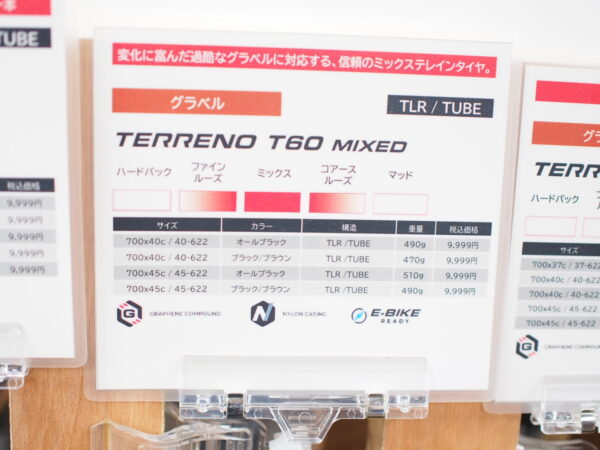 本
TUBE
税込価格
9,999円
9,999円
9,999円
9,999円
9,999円
変化に富んだ過酷なグラベルに対応する、信頼のミックステレインタイヤ。
グラベル
TLR / TUBE
TERRENO T60 MIXED
ハードパック ファインルーズ ミックス コアースルーズ マッド
サイズ カラー 構造 重量 税込価格
700x40c / 40-622 オールブラック TLR /TUBE 490g 9,999円
700x40c / 40-622 ブラック/ブラウン TLR /TUBE 470g 9,999円
700x45c / 45-622 オールブラック TLR /TUBE 510g 9,999円
700x45c / 45-622 ブラック/ブラウン TLR /TUBE 490g 9,999円
G GRAPHENE COMPOUND N NYLON CASING E-BIKE READY
グラ
TERRE
ハードパック
サイズ
700x37c / 37-622
700x40c / 40-622
700x40c / 40-622
700x45c / 45-622
700x45c / 45-622
G GRAPHENE COMPOUND